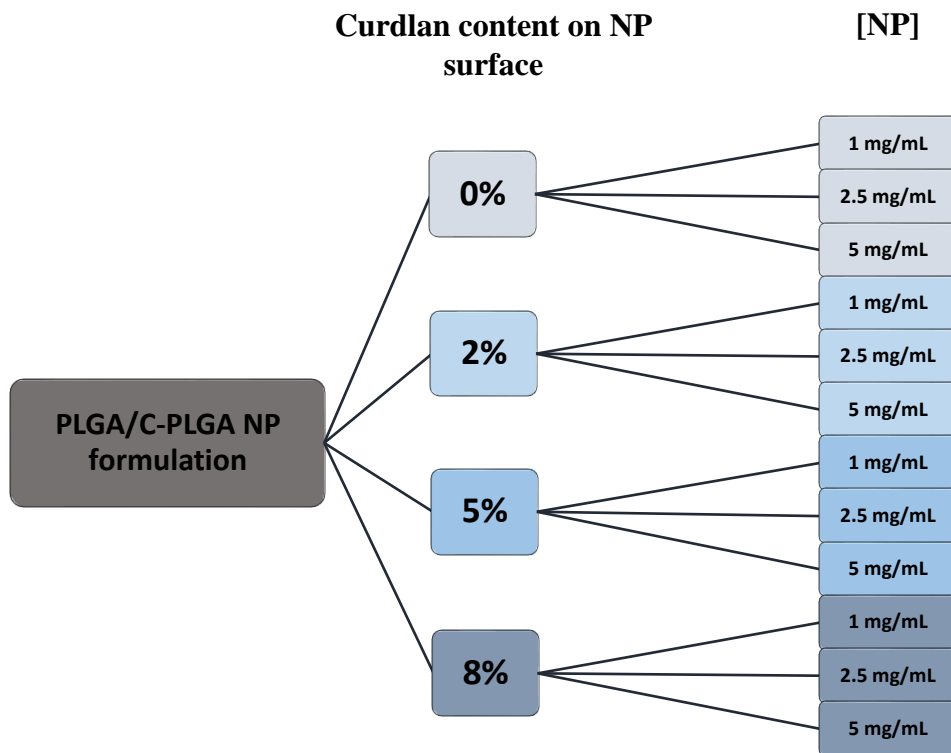 Curdlan content on NP
surface
[NP]
PLGA/C-PLGA NP
formulation
0%
1 mg/mL
2.5 mg/mL
5 mg/mL
2%
1 mg/mL
2.5 mg/mL
5 mg/mL
5%
1 mg/mL
2.5 mg/mL
5 mg/mL
8%
1 mg/mL
2.5 mg/mL
5 mg/mL